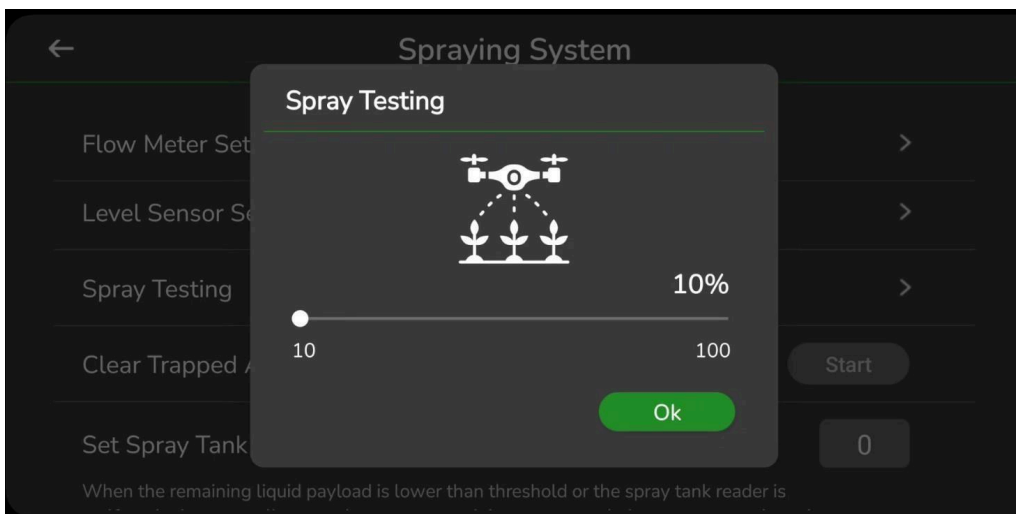 Spraying System
Spray Testing
Flow Meter Set
Level Sensor Se
Spray Testing
10%
10
100
Clear Trapped A
Start
Ok
Set Spray Tank
0
When the remaining liquid payload is lower than threshold or the spray tank reader is